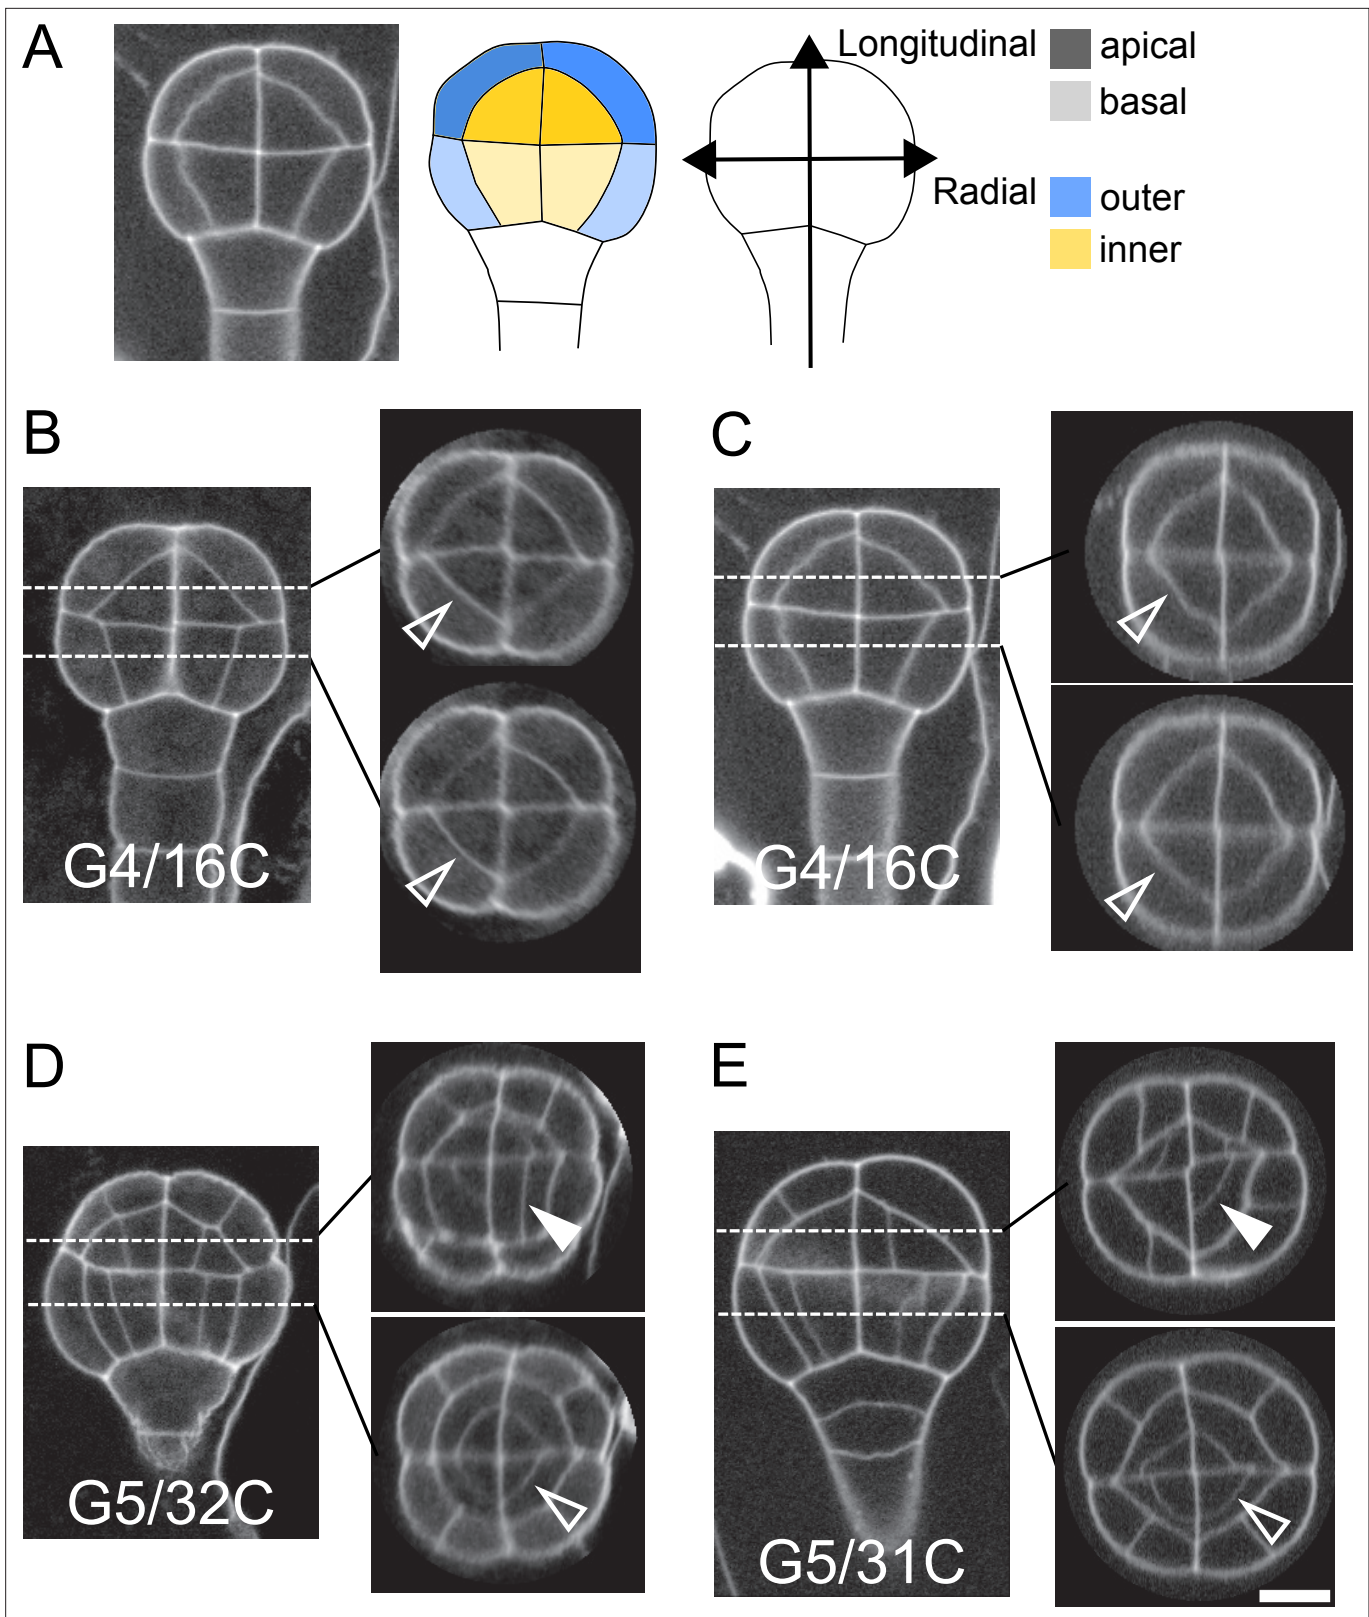 A
Longitudinal
apical
basal
Radial
outer
inner
B
C
G4/16C
G4/16C
D
E
G5/32C
G5/31C